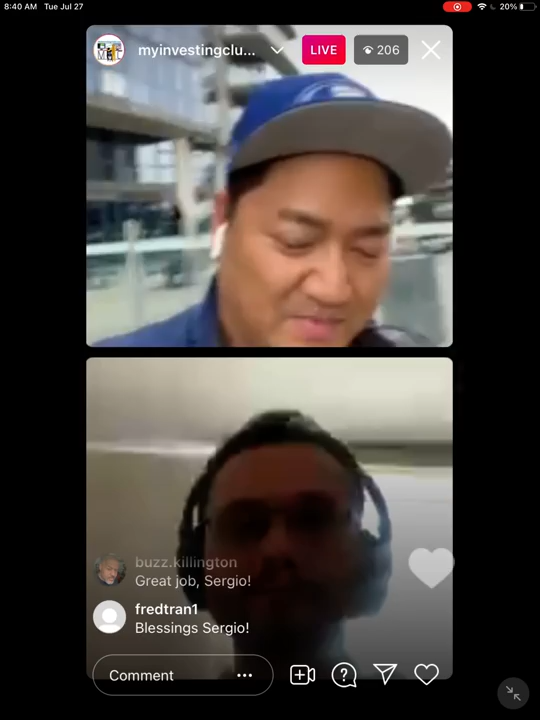 8:40 AM Tue Jul 27
20%
myinvestingclu...
LIVE
206
buzz.killington
Great job, Sergio!
fredtran1
Blessings Sergio!
Comment